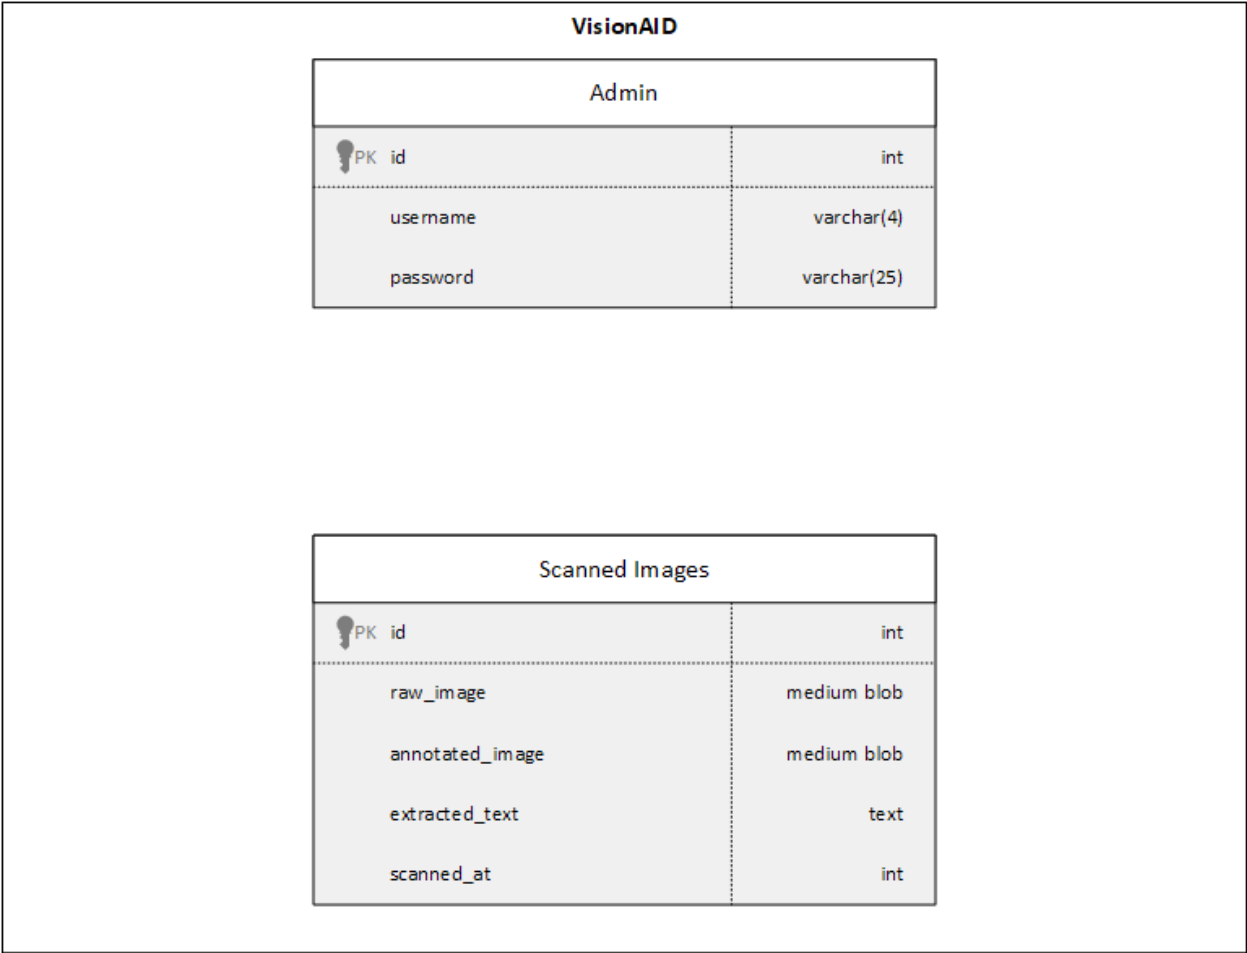 VisionAID
Admin
PK id int
username varchar(4)
password varchar(25)
Scanned Images
PK id int
raw_image medium blob
annotated_image medium blob
extracted_text text
scanned_at int